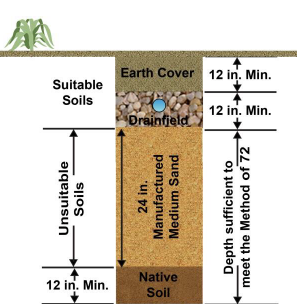 Earth Cover
12 in. Min.
Suitable
Soils
12 in. Min.
Drainfield
Unsuitable
Soils
24 in.
Manufactured
Medium Sand
Depth sufficient to
meet the Method of 72
12 in. Min.
Native
Soil